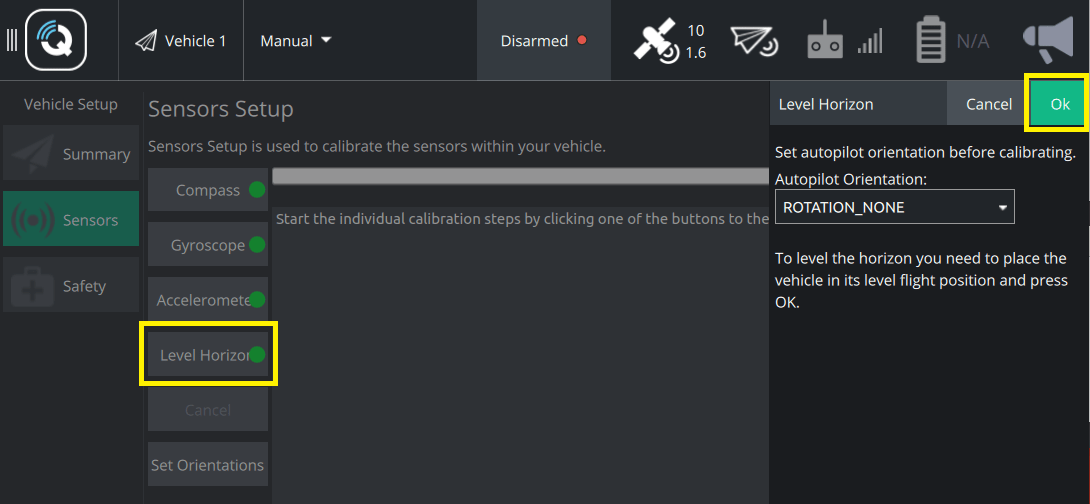 Vehicle 1
Manual
Disarmed
10
1.6
N/A
Vehicle Setup
Summary
Sensors
Safety
Sensors Setup
Sensors Setup is used to calibrate the sensors within your vehicle.
Compass
Gyroscope
Acceleromete
Level Horizon
Cancel
Set Orientations
Start the individual calibration steps by clicking one of the buttons to the
Level Horizon
Cancel
Ok
Set autopilot orientation before calibrating.
Autopilot Orientation:
ROTATION_NONE
To level the horizon you need to place the
vehicle in its level flight position and press
OK.